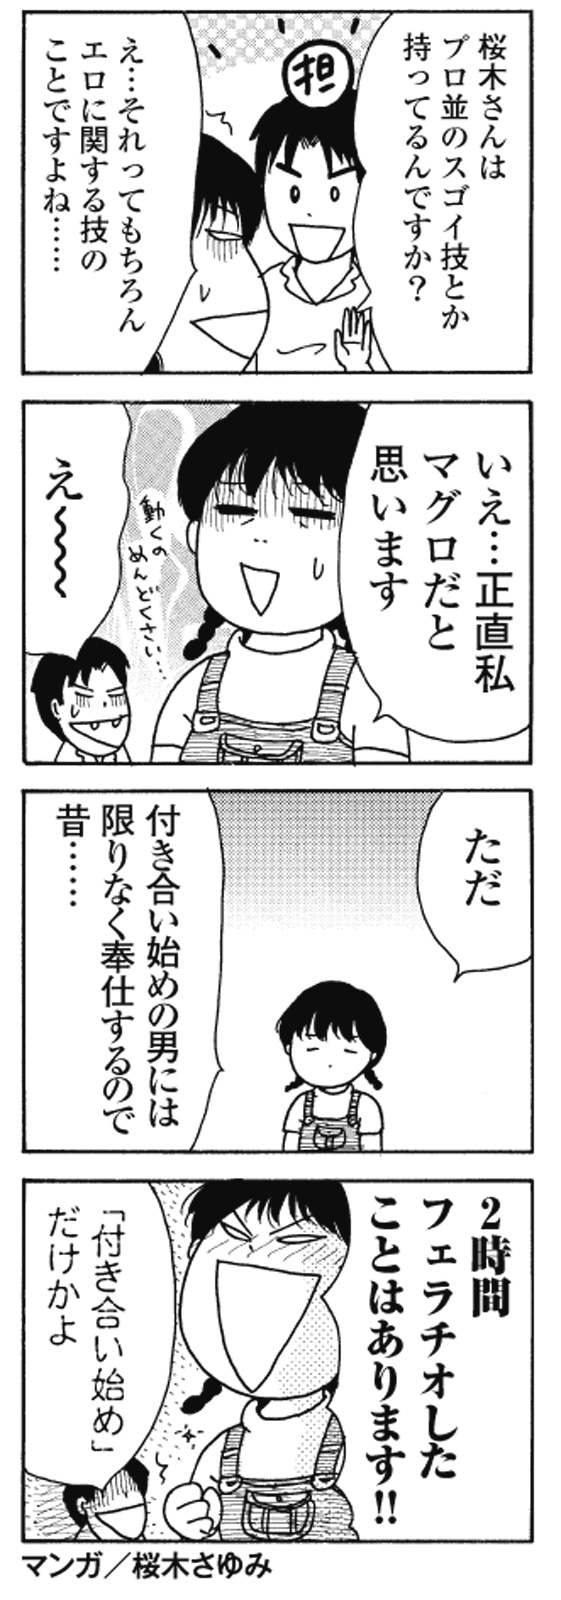 桜木さんは
プロ並のスゴイ技とか
持ってるんですか？
担
え…それってもちろん
エロに関する技の
ことですよね……
いえ…正直私
マグロだと
思います
動くの
めんどくさい…
え〜〜〜
ただ
付き合い始めの男には
限りなく奉仕するので
昔……
2時間
フェラチオした
ことはあります!!
「付き合い始め」
だけかよ
マンガ／桜木さゆみ